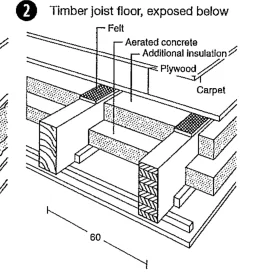 2 Timber joist floor, exposed below
Felt
Aerated concrete
Additional insulation
Plywood
Carpet
60